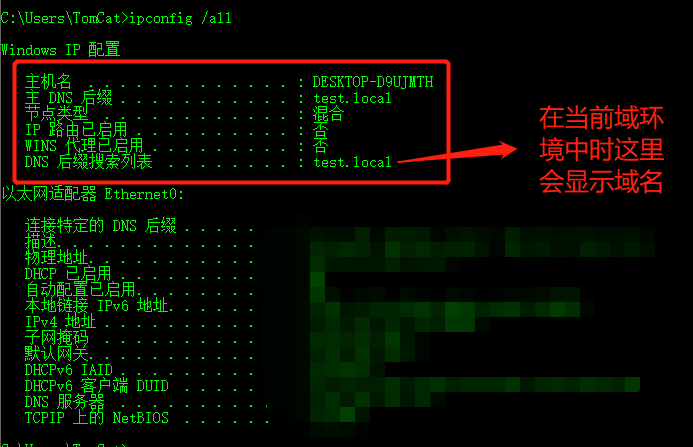 C:\Users\TomCat>ipconfig /all
Windows IP 配置
主机名 . . . . . . . . . . . . . : DESKTOP-D9UJMTH
主 DNS 后缀 . . . . . . . . . . . : test.local
节点类型 . . . . . . . . . . . . : 混合
IP 路由已启用 . . . . . . . . . . : 否
WINS 代理已启用 . . . . . . . . . : 否
DNS 后缀搜索列表 . . . . . . . . : test.local
在当前域环
境中时这里
会显示域名
以太网适配器 Ethernet0:
连接特定的 DNS 后缀 . . . . .
描述. . . . . . . . . . . . .
物理地址. . . . . . . . . . .
DHCP 已启用 . . . . . . . . .
自动配置已启用. . . . . . . .
本地链接 IPv6 地址. . . . . .
IPv4 地址 . . . . . . . . . .
子网掩码 . . . . . . . . . .
默认网关. . . . . . . . . . .
DHCPv6 IAID . . . . . . . . .
DHCPv6 客户端 DUID . . . . . .
DNS 服务器 . . . . . . . . . .
TCPIP 上的 NetBIOS . . . . . .